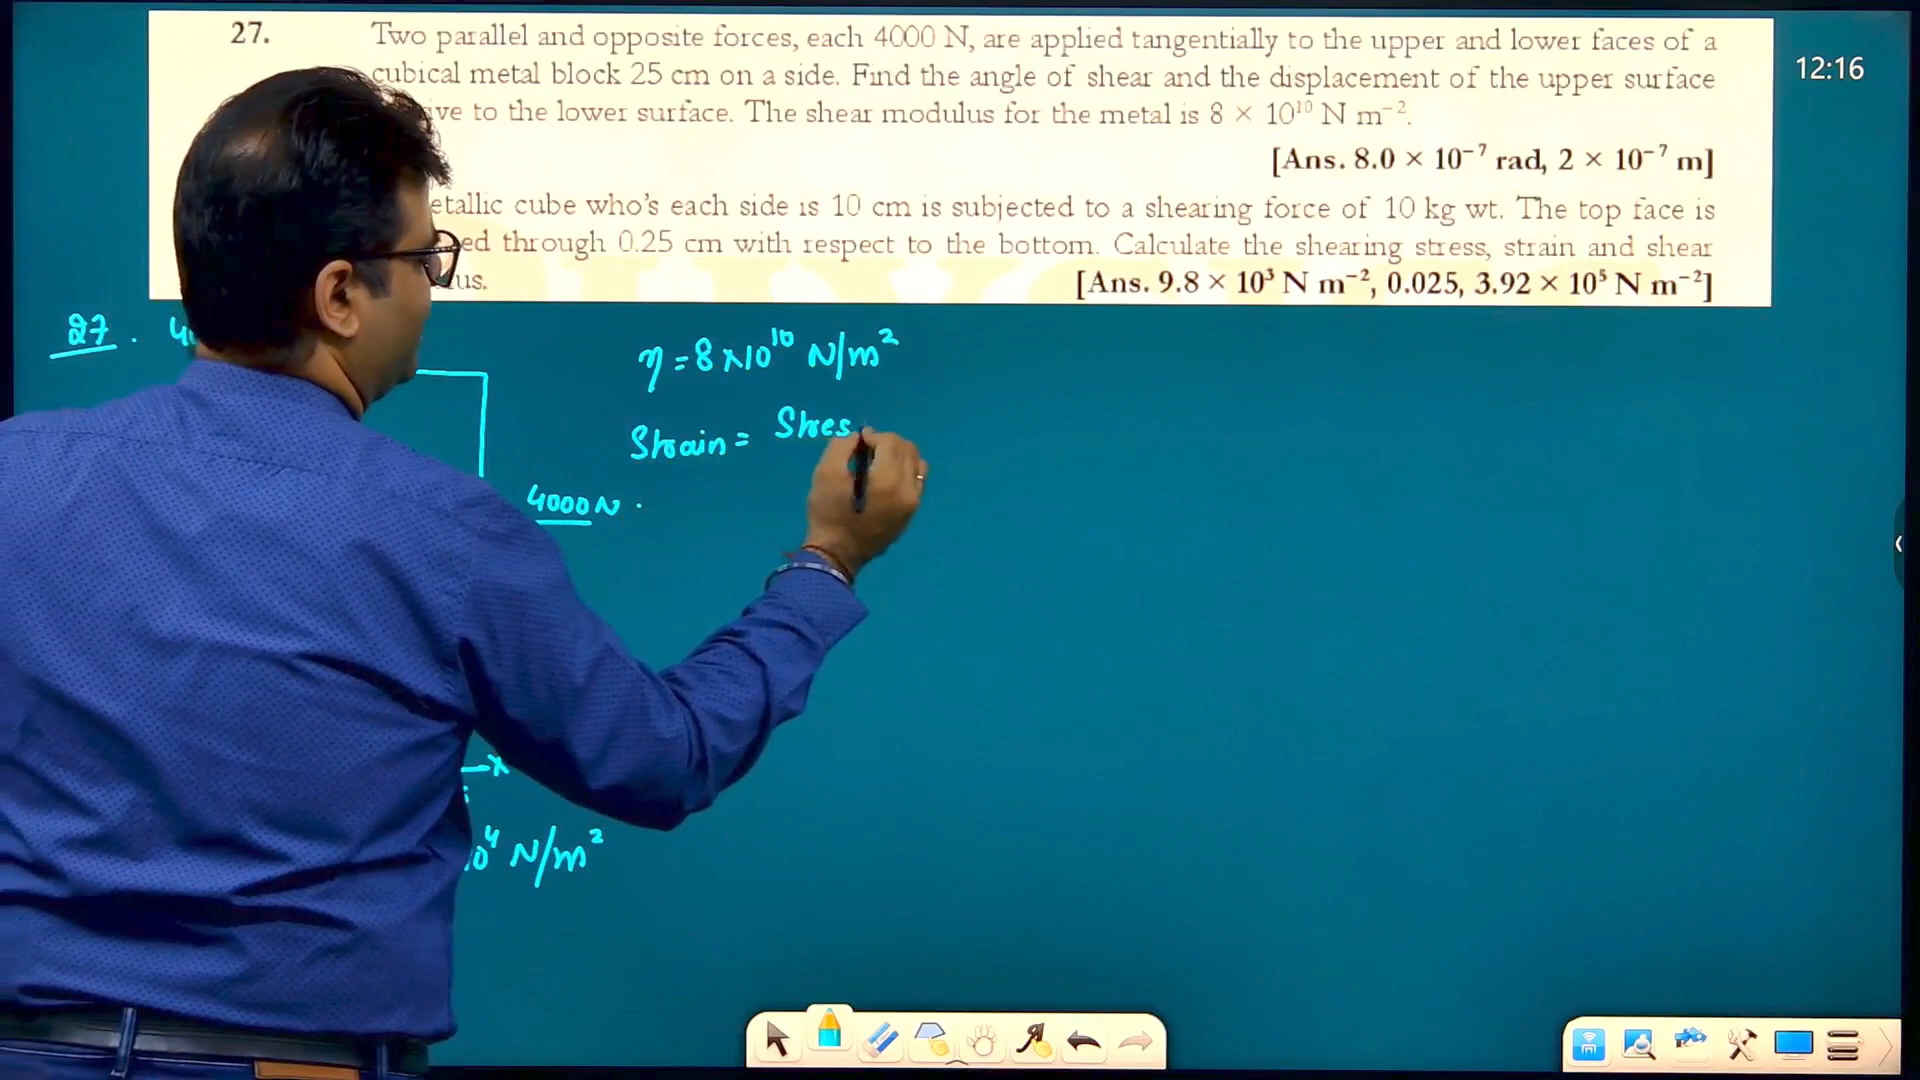 27. Two parallel and opposite forces, each 4000 N, are applied tangentially to the upper and lower faces of a
cubical metal block 25 cm on a side. Find the angle of shear and the displacement of the upper surface
ive to the lower surface. The shear modulus for the metal is 8 × 10¹⁰ N m⁻².
[Ans. 8.0 × 10⁻⁷ rad, 2 × 10⁻⁷ m]
etallic cube who's each side is 10 cm is subjected to a shearing force of 10 kg wt. The top face is
ed through 0.25 cm with respect to the bottom. Calculate the shearing stress, strain and shear
us. [Ans. 9.8 × 10³ N m⁻², 0.025, 3.92 × 10⁵ N m⁻²]
12:16
27. 4
η = 8 × 10¹⁰ N/m²
Strain = Stres
4000 N.
10⁴ N/m²